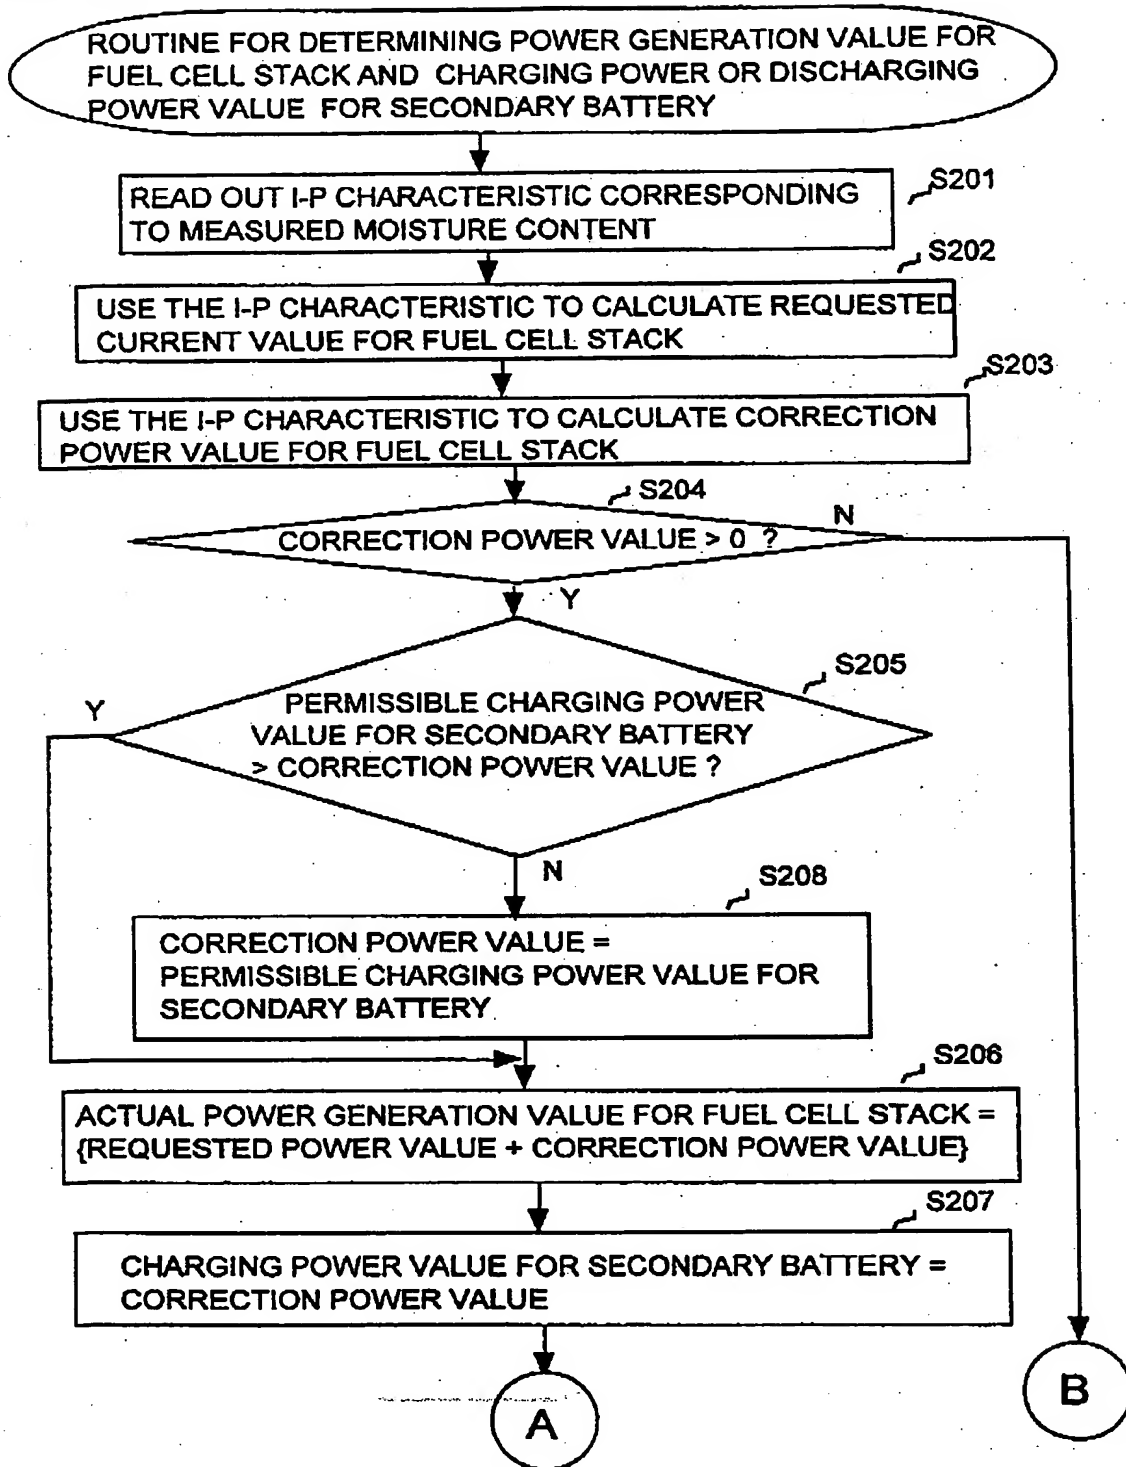 ROUTINE FOR DETERMINING POWER GENERATION VALUE FOR
FUEL CELL STACK AND CHARGING POWER OR DISCHARGING
POWER VALUE FOR SECONDARY BATTERY
S201
READ OUT I-P CHARACTERISTIC CORRESPONDING
TO MEASURED MOISTURE CONTENT
S202
USE THE I-P CHARACTERISTIC TO CALCULATE REQUESTED
CURRENT VALUE FOR FUEL CELL STACK
S203
USE THE I-P CHARACTERISTIC TO CALCULATE CORRECTION
POWER VALUE FOR FUEL CELL STACK
S204
N
CORRECTION POWER VALUE > 0 ?
Y
S205
Y
PERMISSIBLE CHARGING POWER
VALUE FOR SECONDARY BATTERY
> CORRECTION POWER VALUE ?
N
S208
CORRECTION POWER VALUE =
PERMISSIBLE CHARGING POWER VALUE FOR
SECONDARY BATTERY
S206
ACTUAL POWER GENERATION VALUE FOR FUEL CELL STACK =
{REQUESTED POWER VALUE + CORRECTION POWER VALUE}
S207
CHARGING POWER VALUE FOR SECONDARY BATTERY =
CORRECTION POWER VALUE
B
A